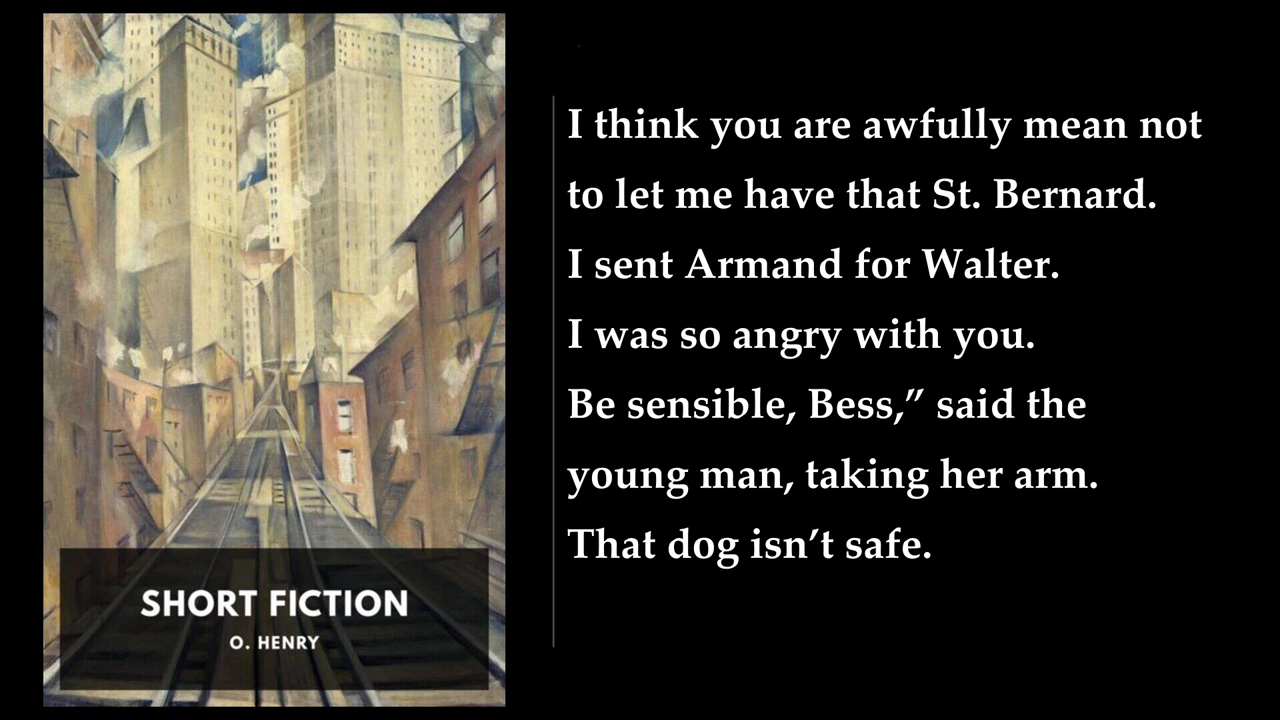 SHORT FICTION
O. HENRY
I think you are awfully mean not
to let me have that St. Bernard.
I sent Armand for Walter.
I was so angry with you.
Be sensible, Bess,” said the
young man, taking her arm.
That dog isn’t safe.